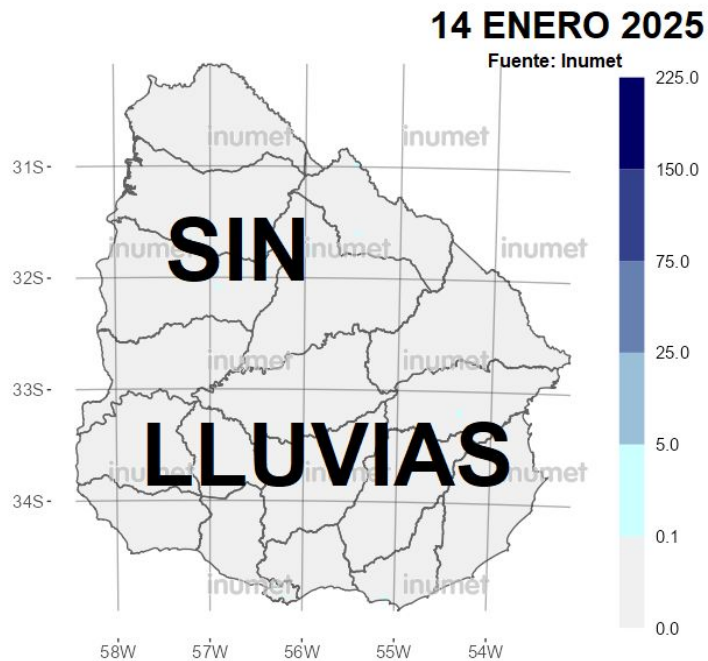 14 ENERO 2025
Fuente: Inumet
225.0
150.0
75.0
25.0
5.0
0.1
0.0
31S
32S
33S
34S
58W 57W 56W 55W 54W
inumet inumet
inumet inumet inumet
inumet inumet
inumet inumet inumet
inumet inumet
SIN
LLUVIAS